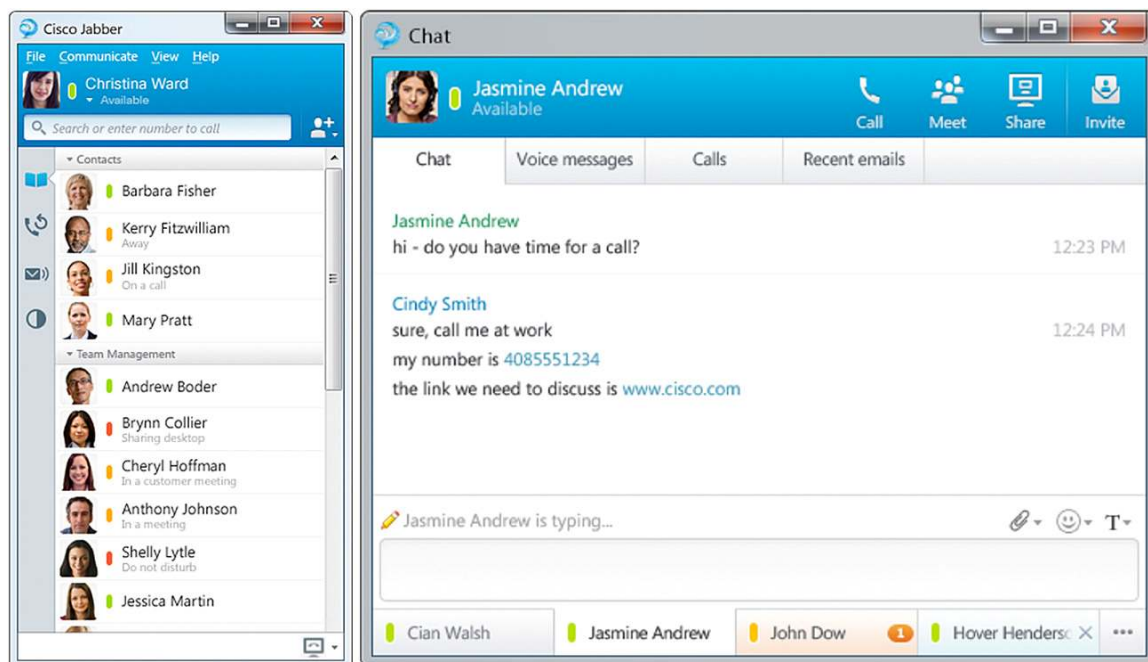 Cisco Jabber
File Communicate View Help
Christina Ward
Available
Search or enter number to call
Contacts
Barbara Fisher
Kerry Fitzwilliam
Away
Jill Kingston
On a call
Mary Pratt
Team Management
Andrew Boder
Brynn Collier
Sharing desktop
Cheryl Hoffman
In a customer meeting
Anthony Johnson
In a meeting
Shelly Lytle
Do not disturb
Jessica Martin
Chat
Jasmine Andrew
Available
Call Meet Share Invite
Chat Voice messages Calls Recent emails
Jasmine Andrew
hi - do you have time for a call? 12:23 PM
Cindy Smith
sure, call me at work 12:24 PM
my number is 4085551234
the link we need to discuss is www.cisco.com
Jasmine Andrew is typing...
T
Cian Walsh Jasmine Andrew John Dow 1 Hover Hendersc